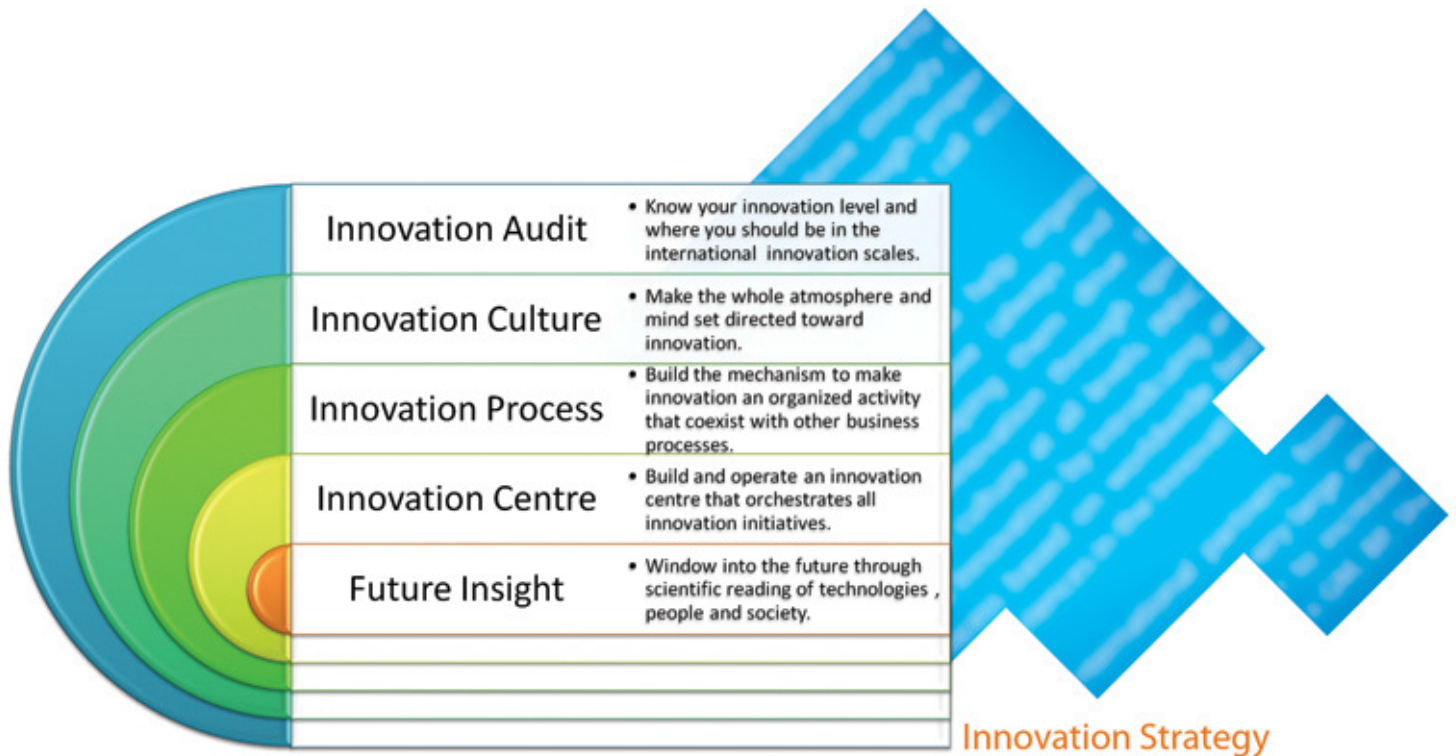 Innovation Audit
• Know your innovation level and
where you should be in the
international innovation scales.
Innovation Culture
• Make the whole atmosphere and
mind set directed toward
innovation.
Innovation Process
• Build the mechanism to make
innovation an organized activity
that coexist with other business
processes.
Innovation Centre
• Build and operate an innovation
centre that orchestrates all
innovation initiatives.
Future Insight
• Window into the future through
scientific reading of technologies ,
people and society.
Innovation Strategy